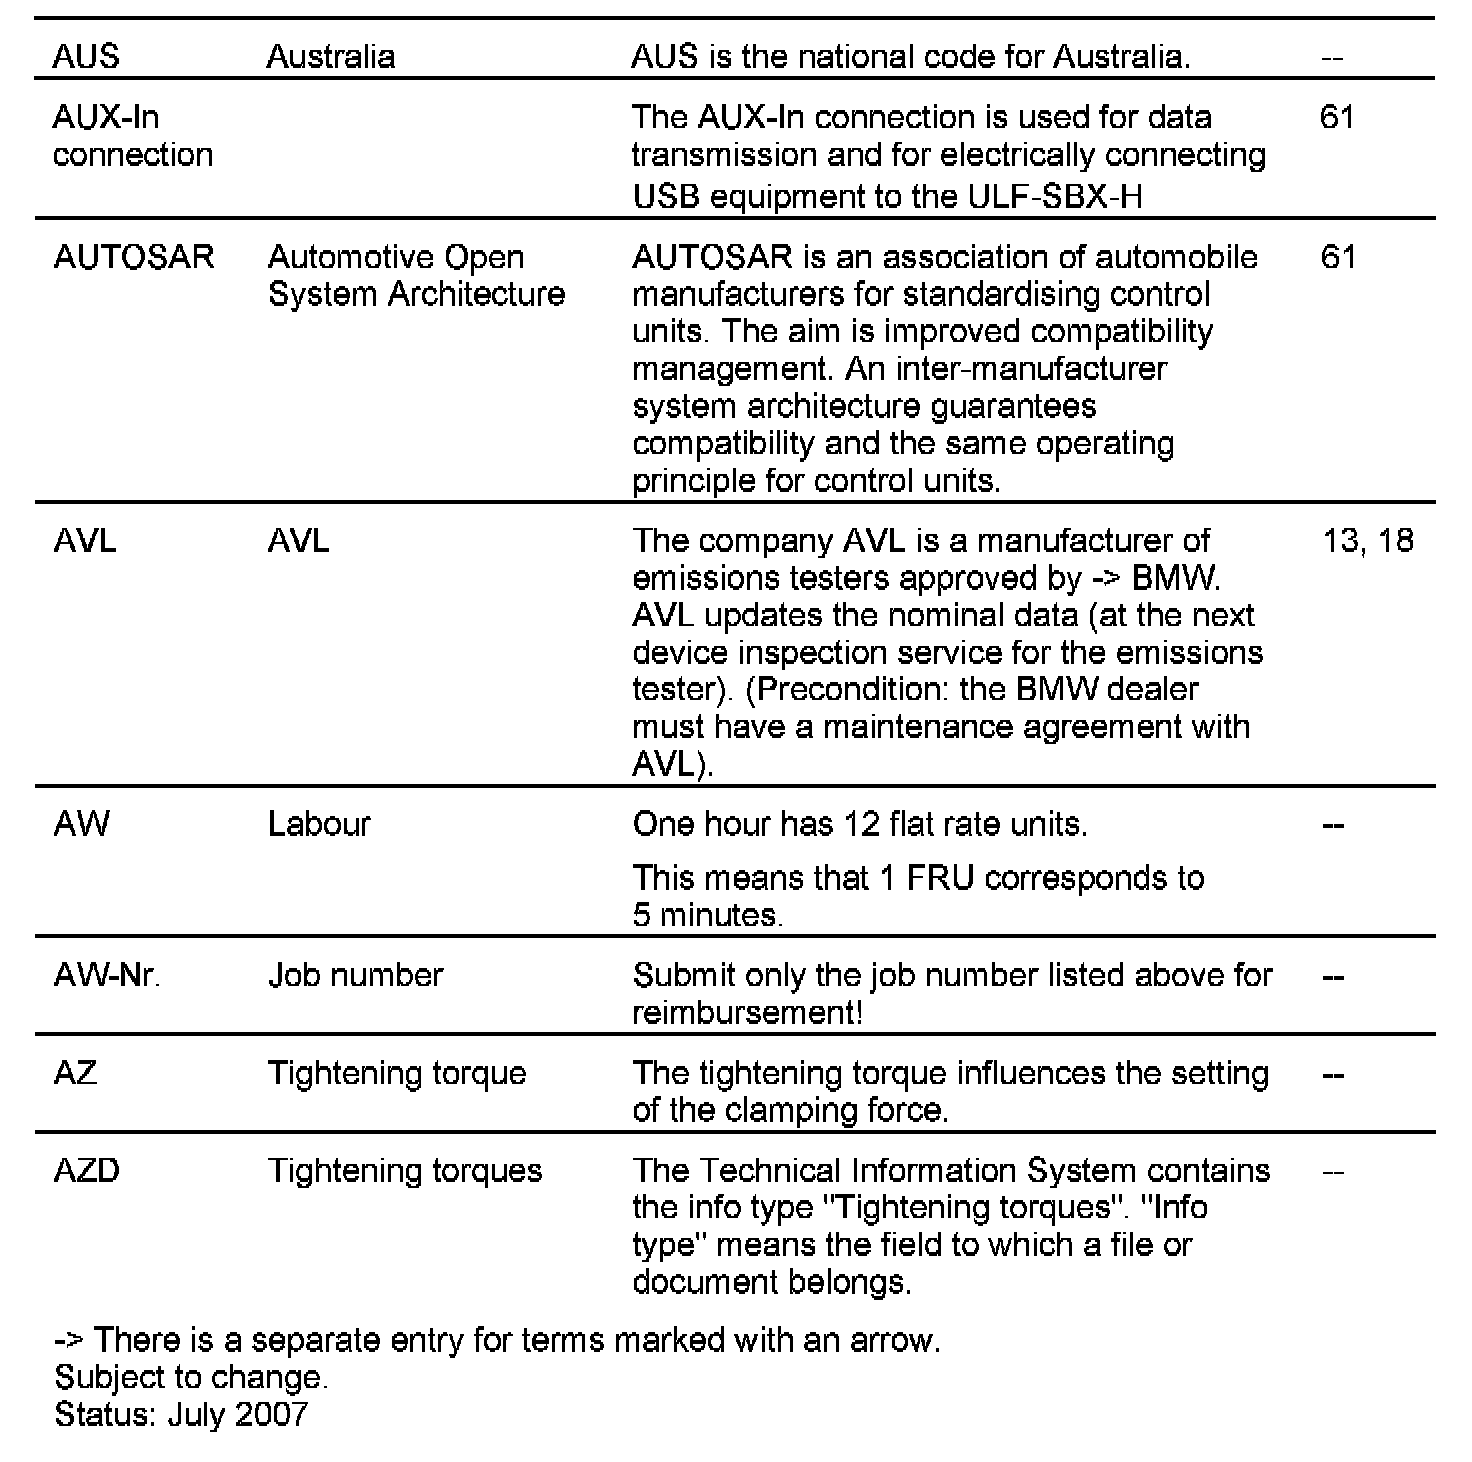 AUS Australia AUS is the national code for Australia. --
AUX-In The AUX-In connection is used for data 61
connection transmission and for electrically connecting
USB equipment to the ULF-SBX-H
AUTOSAR Automotive Open AUTOSAR is an association of automobile 61
System Architecture manufacturers for standardising control
units. The aim is improved compatibility
management. An inter-manufacturer
system architecture guarantees
compatibility and the same operating
principle for control units.
AVL AVL The company AVL is a manufacturer of 13, 18
emissions testers approved by -> BMW.
AVL updates the nominal data (at the next
device inspection service for the emissions
tester). (Precondition: the BMW dealer
must have a maintenance agreement with
AVL).
AW Labour One hour has 12 flat rate units. --
This means that 1 FRU corresponds to
5 minutes.
AW-Nr. Job number Submit only the job number listed above for --
reimbursement!
AZ Tightening torque The tightening torque influences the setting --
of the clamping force.
AZD Tightening torques The Technical Information System contains --
the info type "Tightening torques". "Info
type" means the field to which a file or
document belongs.
-> There is a separate entry for terms marked with an arrow.
Subject to change.
Status: July 2007